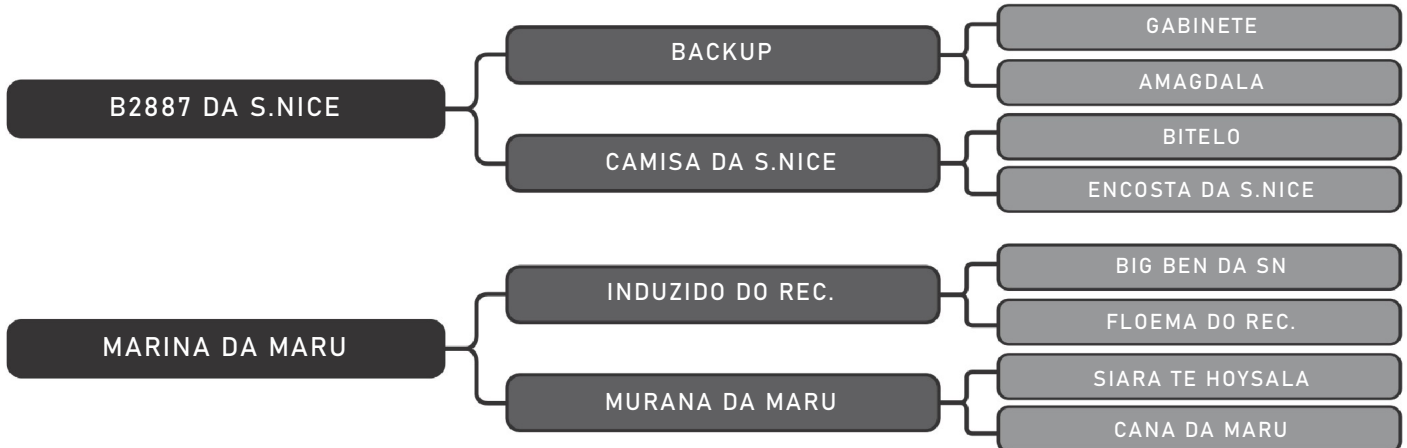 B2887 DA S.NICE
BACKUP
GABINETE
AMAGDALA
CAMISA DA S.NICE
BITELO
ENCOSTA DA S.NICE
MARINA DA MARU
INDUZIDO DO REC.
BIG BEN DA SN
FLOEMA DO REC.
MURANA DA MARU
SIARA TE HOYSALA
CANA DA MARU